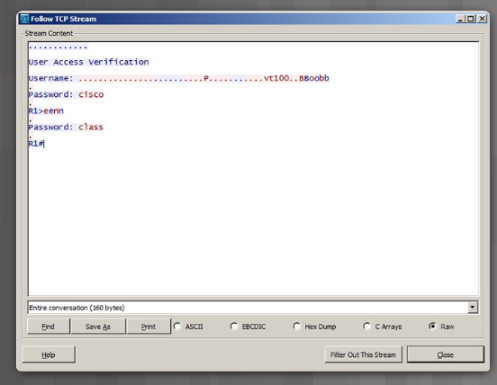 Follow TCP Stream
Stream Content
............
User Access Verification
Username: ........................P...........vt100..BBoobb
.
Password: cisco
.
R1>eenn
.
Password: class
.
R1#
Entire conversation (160 bytes)
Find Save As Print ASCII EBCDIC Hex Dump C Arrays Raw
Help Filter Out This Stream Close